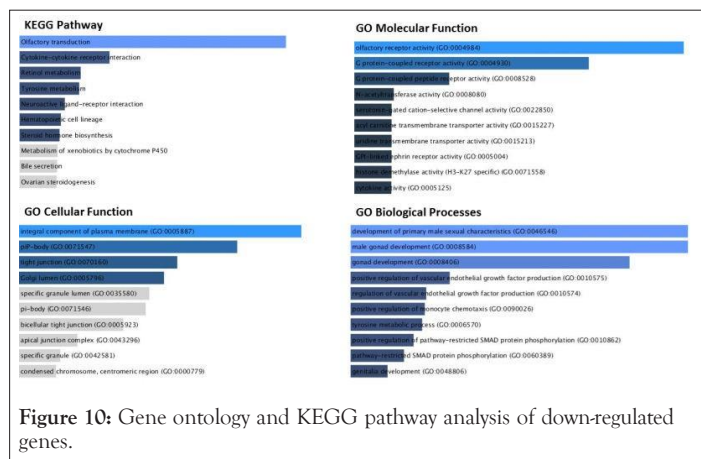 KEGG Pathway
Olfactory transduction
Cytokine-cytokine receptor interaction
Retinol metabolism
Tyrosine metabolism
Neuroactive ligand-receptor interaction
Hematopoietic cell lineage
Steroid hormone biosynthesis
Metabolism of xenobiotics by cytochrome P450
Bile secretion
Ovarian steroidogenesis
GO Molecular Function
olfactory receptor activity (GO:0004984)
G protein-coupled receptor activity (GO:0004930)
G protein-coupled peptide receptor activity (GO:0008528)
N-acetyltransferase activity (GO:0008080)
-gated cation-selective channel activity (GO:0022850)
acyl carnitine transmembrane transporter activity (GO:0015227)
uridine transmembrane transporter activity (GO:0015213)
GPI-linked ephrin receptor activity (GO:0005004)
histone demethylase activity (H3-K27 specific) (GO:0071558)
cytokine activity (GO:0005125)
GO Cellular Function
integral component of plasma membrane (GO:0005887)
piP-body (GO:0071547)
tight junction (GO:0070160)
Golgi lumen (GO:0005796)
specific granule lumen (GO:0035580)
pi-body (GO:0071546)
bicellular tight junction (GO:0005923)
apical junction complex (GO:0043296)
specific granule (GO:0042581)
condensed chromosome, centromeric region (GO:0000779)
GO Biological Processes
development of primary male sexual characteristics (GO:0046546)
male gonad development (GO:0008584)
gonad development (GO:0008406)
positive regulation of vascular endothelial growth factor production (GO:0010575)
regulation of vascular endothelial growth factor production (GO:0010574)
positive regulation of monocyte chemotaxis (GO:0090026)
tyrosine metabolic process (GO:0006570)
positive regulation of pathway-restricted SMAD protein phosphorylation (GO:0010862)
pathway-restricted SMAD protein phosphorylation (GO:0060389)
genitalia development (GO:0048806)
Figure 10: Gene ontology and KEGG pathway analysis of down-regulated
genes.